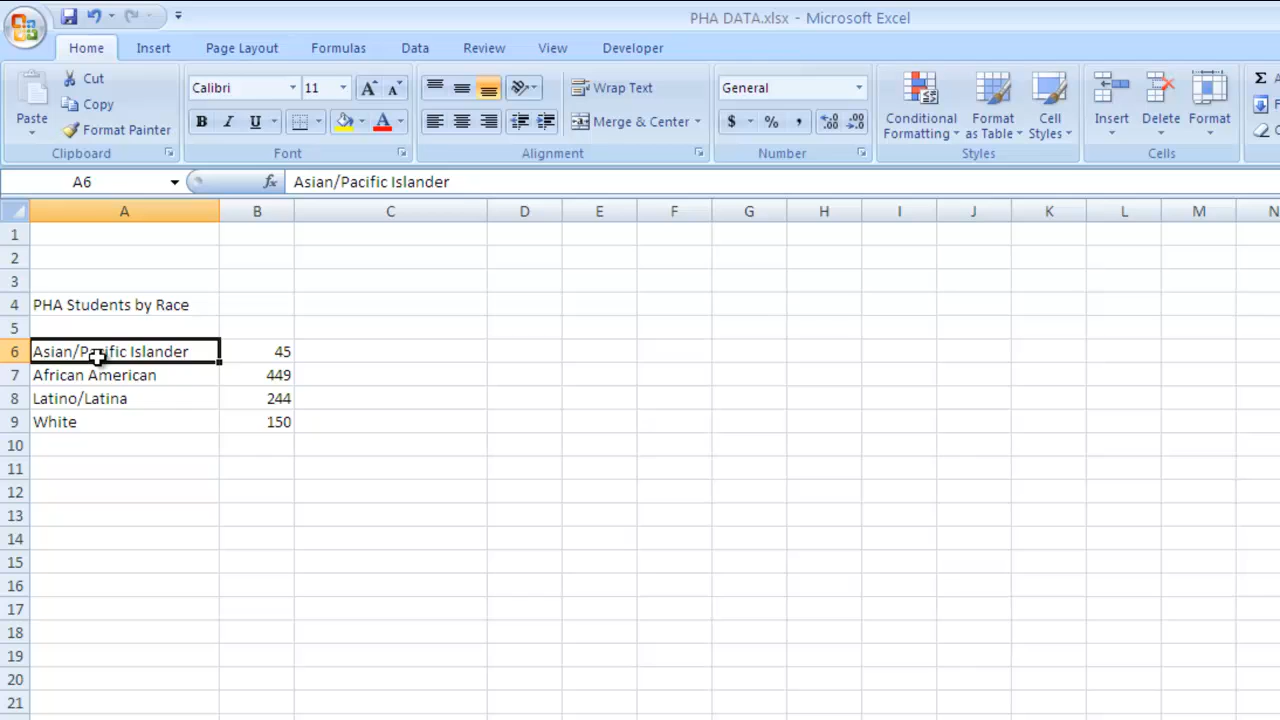 PHA DATA.xlsx - Microsoft Excel
Home Insert Page Layout Formulas Data Review View Developer
Paste
Cut
Copy
Format Painter
Clipboard
Calibri 11 A A
B I U A
Font
Wrap Text
Merge & Center
Alignment
General
$ % , .00 .0
Number
Conditional Formatting
Format as Table
Cell Styles
Styles
Insert Delete Format
Cells
Σ A
F
C
A6 fx Asian/Pacific Islander
A B C D E F G H I J K L M N
1
2
3
4 PHA Students by Race
5
6 Asian/Pacific Islander 45
7 African American 449
8 Latino/Latina 244
9 White 150
10
11
12
13
14
15
16
17
18
19
20
21